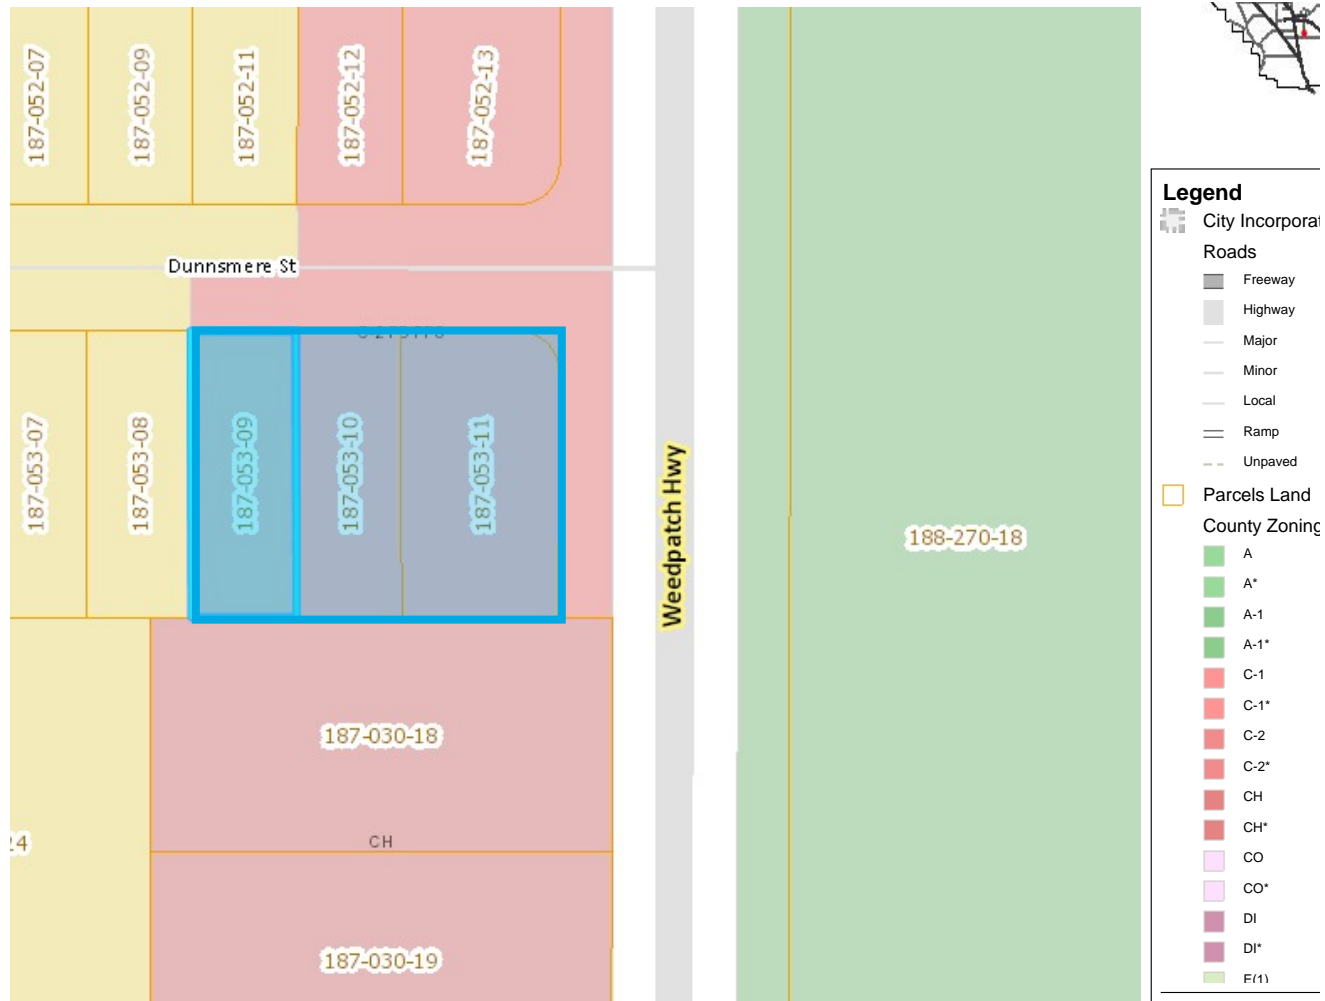 187-052-07
187-052-09
187-052-11
187-052-12
187-052-13
Dunnsmere St
187-053-07
187-053-08
187-053-09
187-053-10
187-053-11
Weedpatch Hwy
188-270-18
187-030-18
CH
24
187-030-19
Legend
City Incorporat
Roads
Freeway
Highway
Major
Minor
Local
Ramp
Unpaved
Parcels Land
County Zoning
A
A*
A-1
A-1*
C-1
C-1*
C-2
C-2*
CH
CH*
CO
CO*
DI
DI*
E(1)